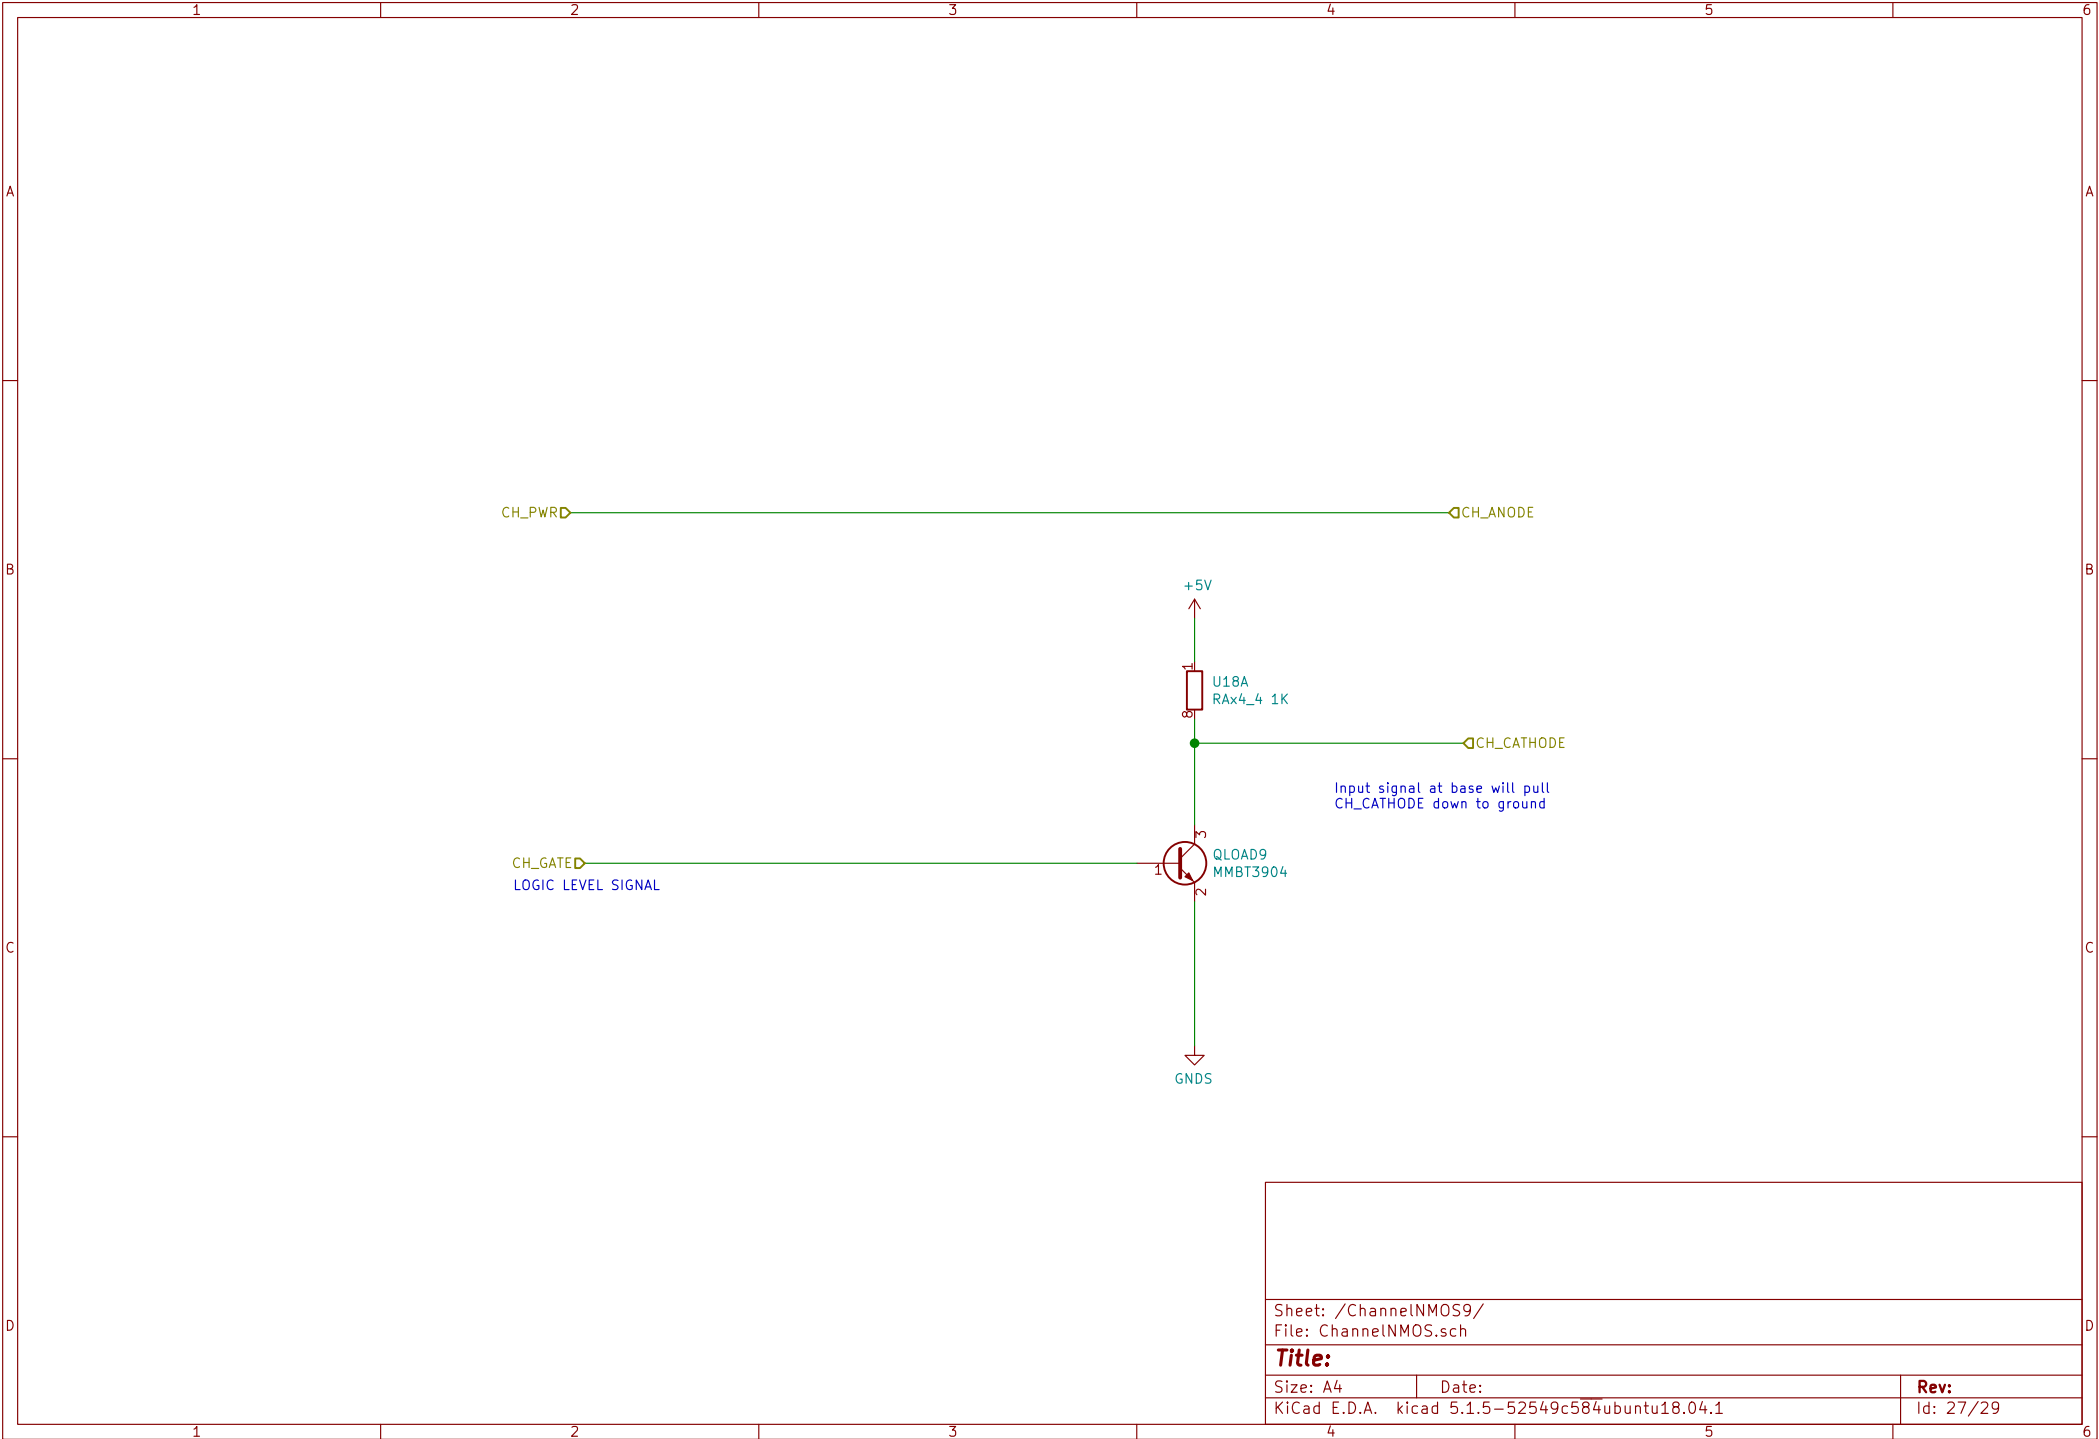 1 2 3 4 5 6
A A
CH_PWR CH_ANODE
B B
+5V
1
U18A
RAx4_4 1K
8
CH_CATHODE
Input signal at base will pull
CH_CATHODE down to ground
3
CH_GATE
LOGIC LEVEL SIGNAL
1
QLOAD9
MMBT3904
2
C C
GNDS
Sheet: /ChannelNMOS9/
File: ChannelNMOS.sch
D D
Title:
Size: A4 Date: Rev:
KiCad E.D.A. kicad 5.1.5-52549c584ubuntu18.04.1 Id: 27/29
1 2 3 4 5 6